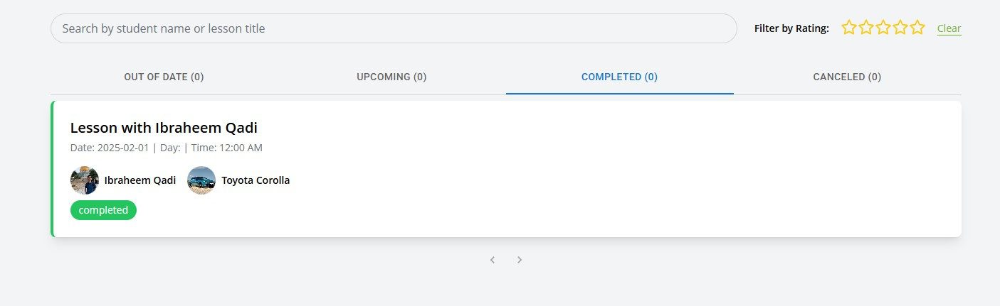 Search by student name or lesson title
Filter by Rating:
Clear
OUT OF DATE (0)
UPCOMING (0)
COMPLETED (0)
CANCELED (0)
Lesson with Ibraheem Qadi
Date: 2025-02-01 | Day: | Time: 12:00 AM
Ibraheem Qadi
Toyota Corolla
completed